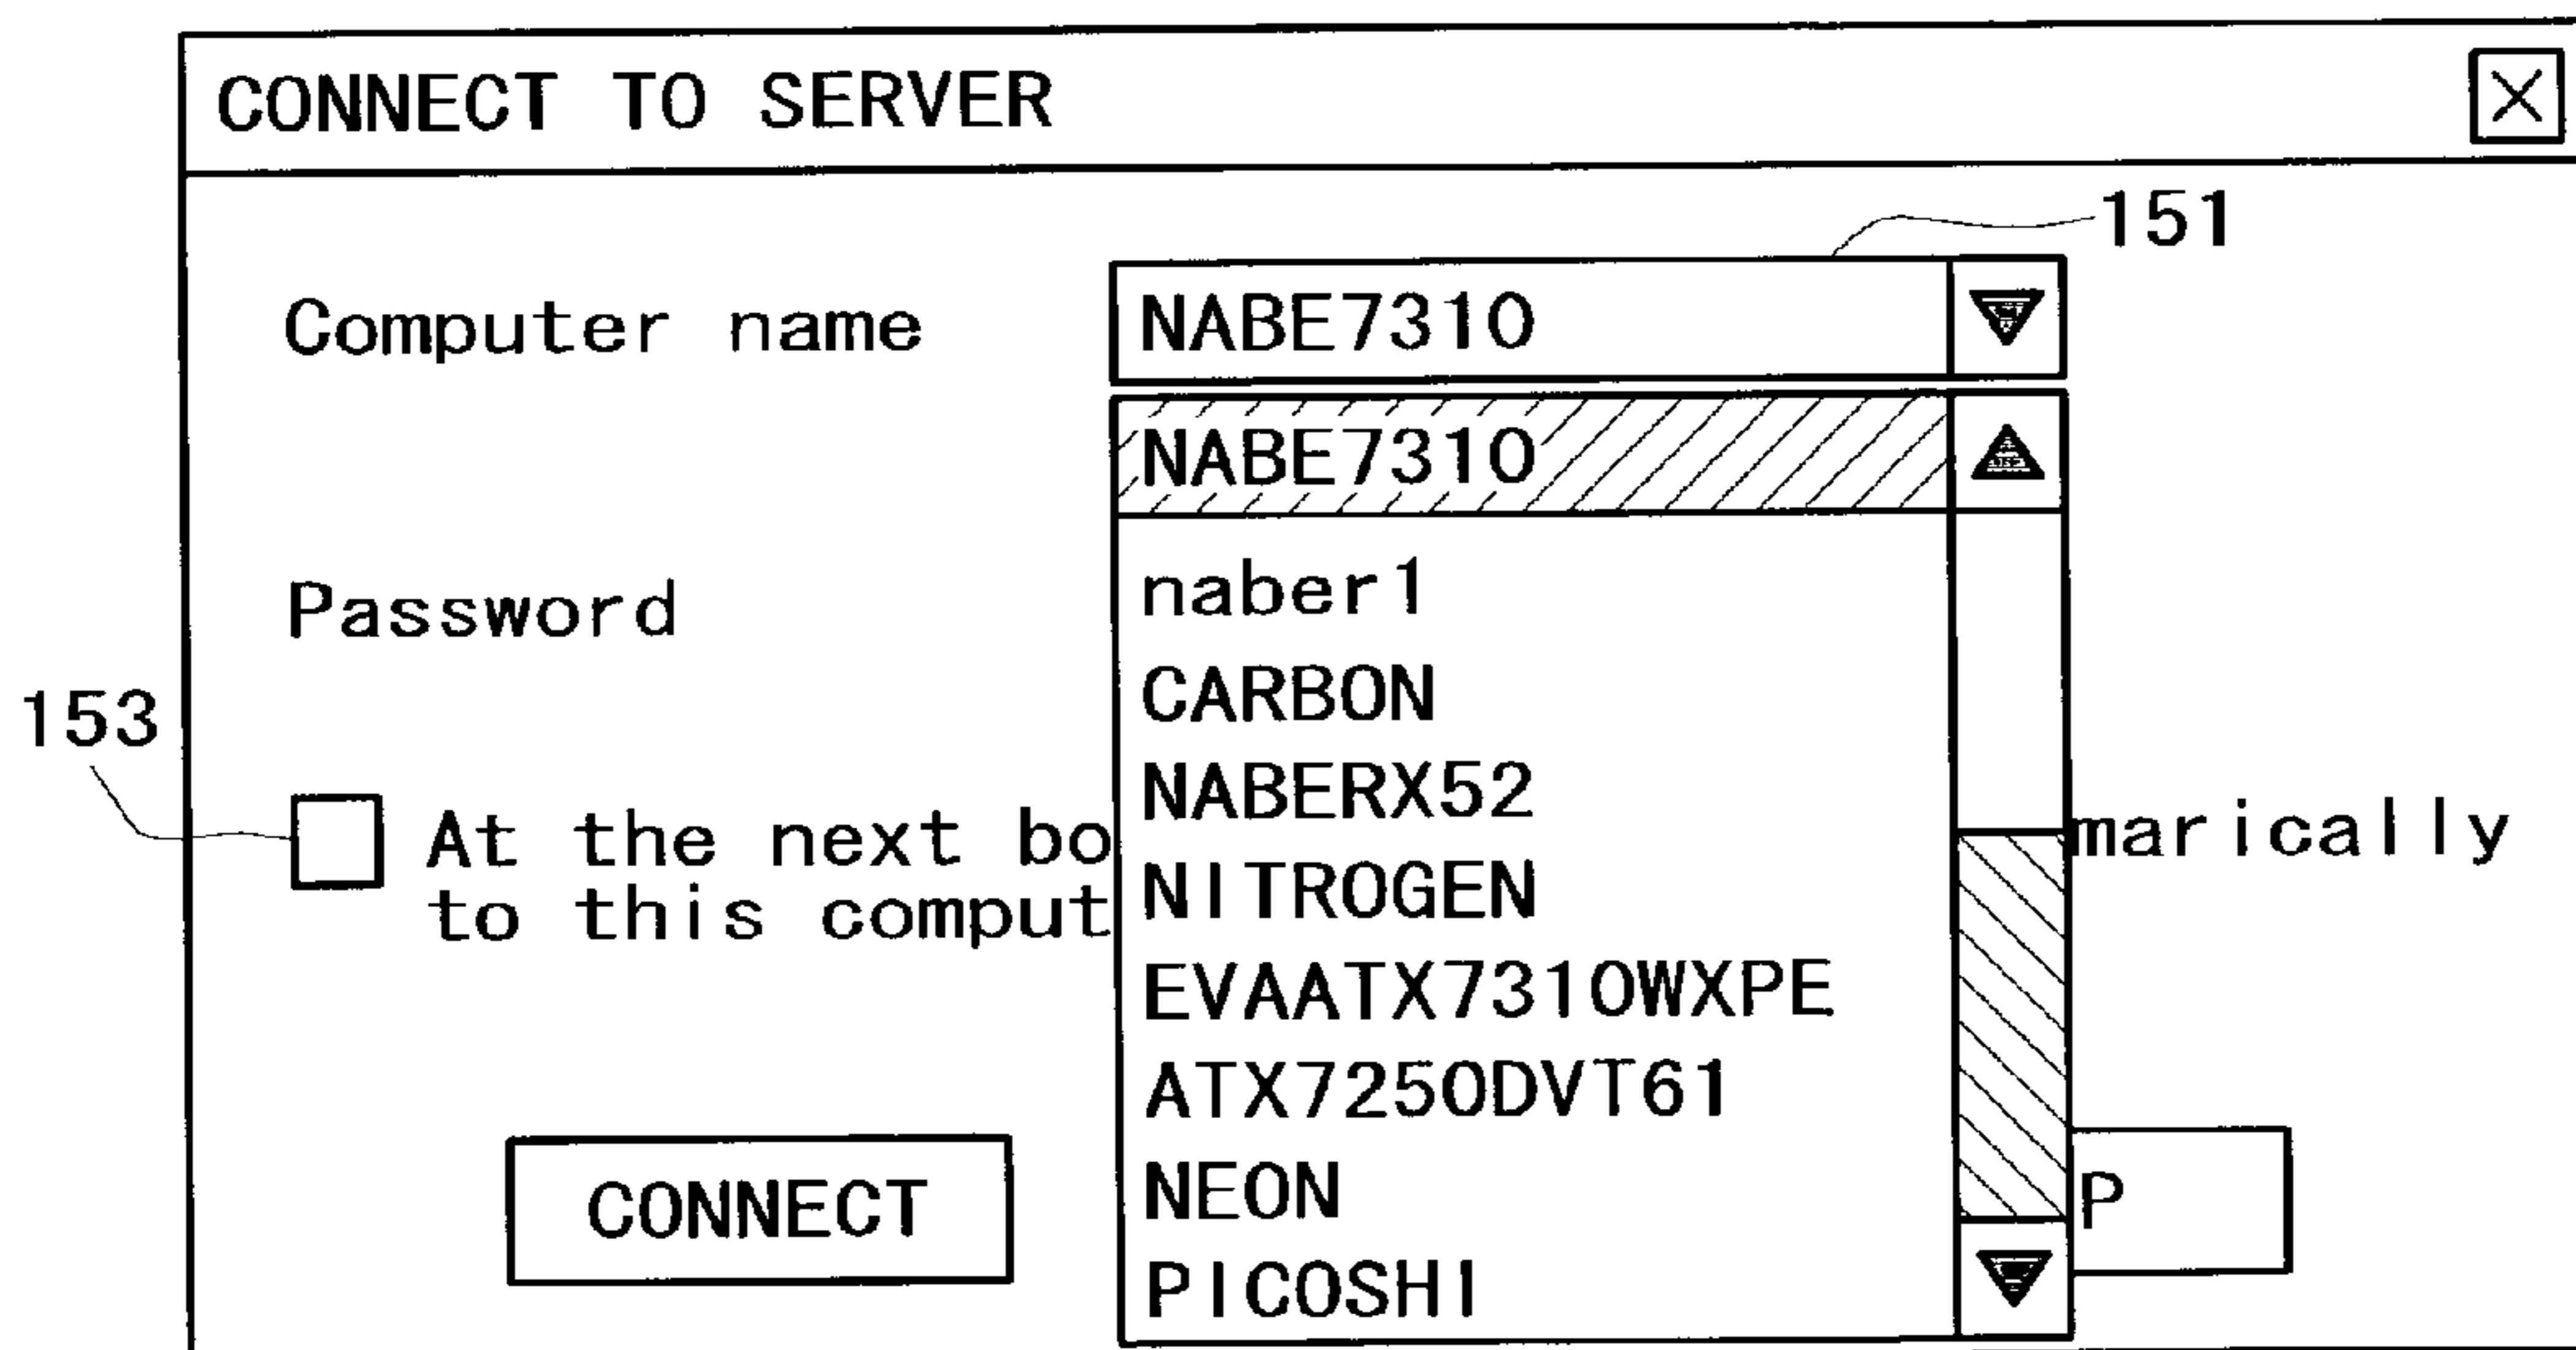 CONNECT TO SERVER
151
Computer name
NABE7310
NABE7310
naber1
Password
CARBON
153
NABERX52
At the next bo
marically
to this comput
NITROGEN
EVAATX7310WXPE
ATX7250DVT61
CONNECT
NEON
P
PICOSHI